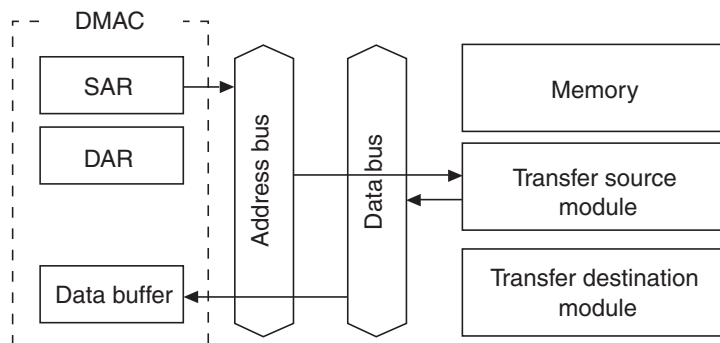 DMAC
SAR
DAR
Data buffer
Address bus
Data bus
Memory
Transfer source
module
Transfer destination
module